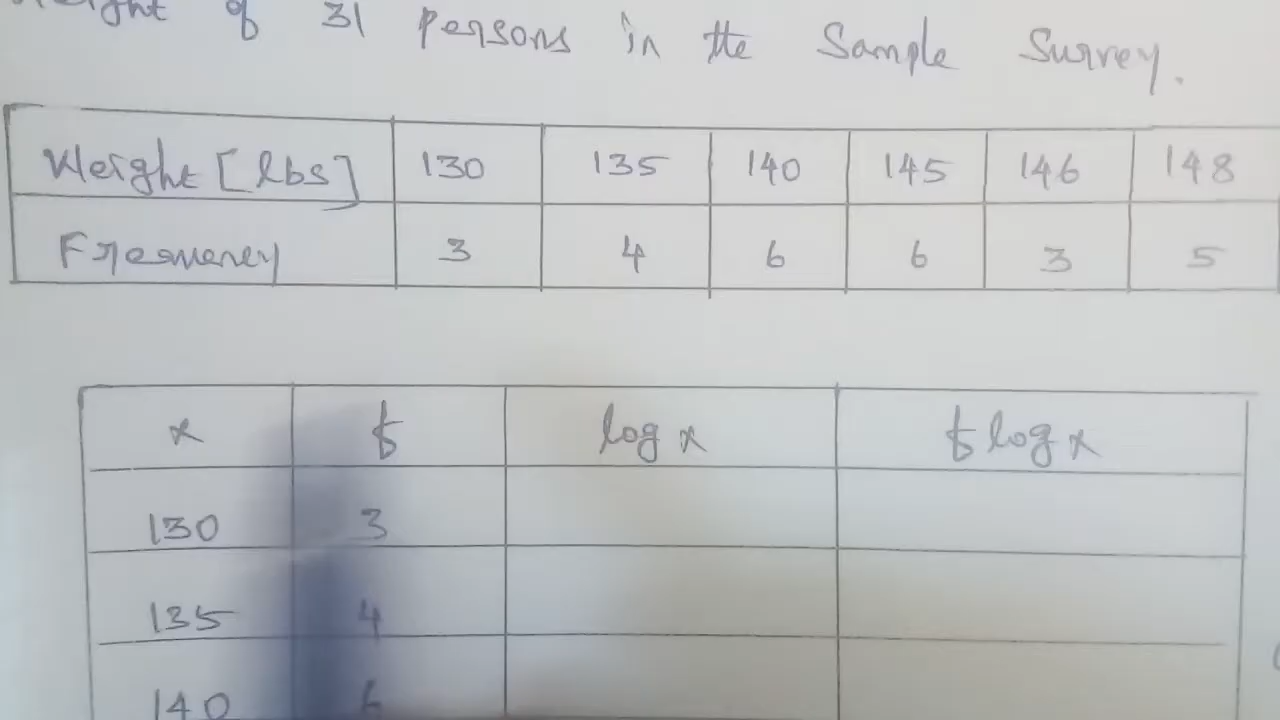 of 31 persons in the Sample Survey.
Weight [lbs] 130 135 140 145 146 148
Frequency 3 4 6 6 3 5
x f log x f log x
130 3
135 4
140 6